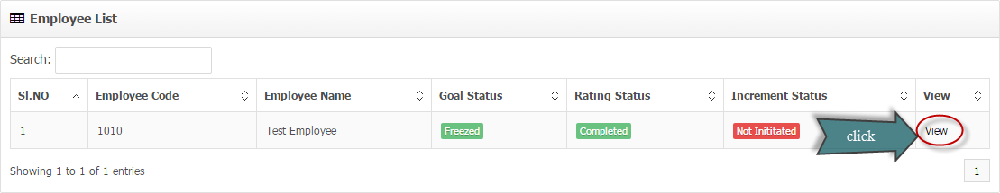 Employee List
Search:
Sl.NO Employee Code Employee Name Goal Status Rating Status Increment Status View
1 1010 Test Employee Freezed Completed Not Inititated click View
Showing 1 to 1 of 1 entries 1